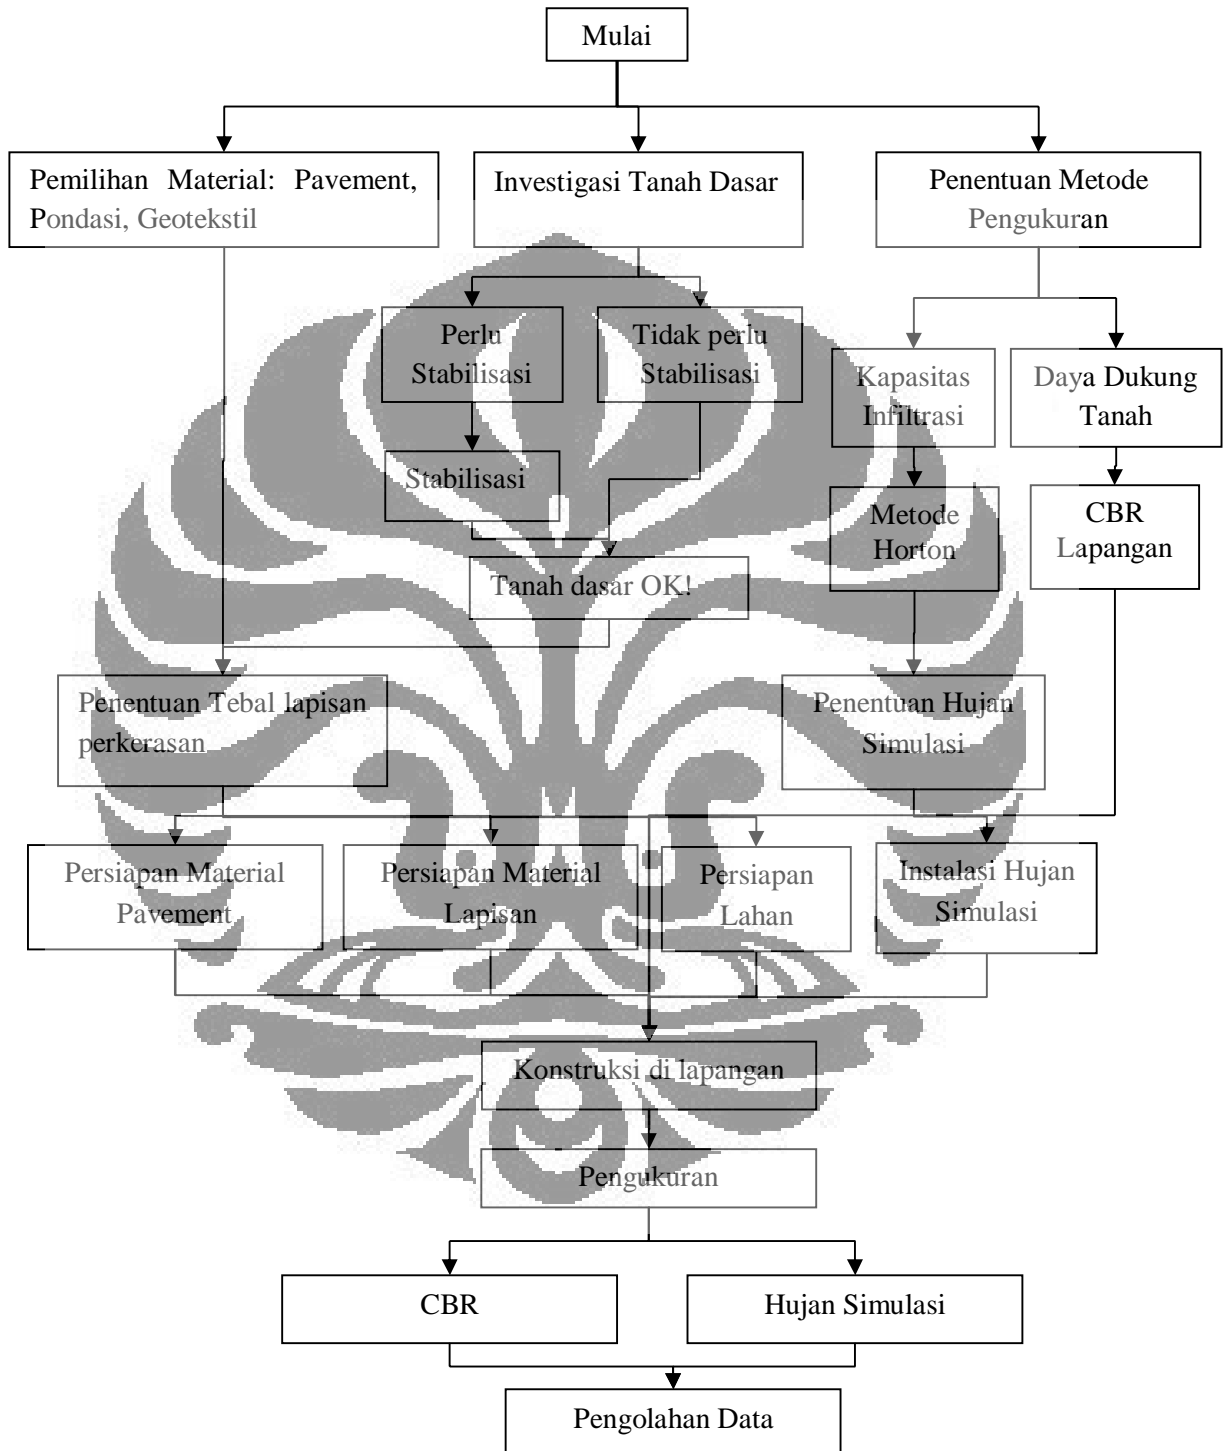 Mulai
Pemilihan Material: Pavement,
Pondasi, Geotekstil
Investigasi Tanah Dasar
Penentuan Metode
Pengukuran
Perlu
Stabilisasi
Tidak perlu
Stabilisasi
Kapasitas
Infiltrasi
Daya Dukung
Tanah
Stabilisasi
Metode
Horton
CBR
Lapangan
Tanah dasar OK!
Penentuan Tebal lapisan
perkerasan
Penentuan Hujan
Simulasi
Persiapan Material
Pavement
Persiapan Material
Lapisan
Persiapan
Lahan
Instalasi Hujan
Simulasi
Konstruksi di lapangan
Pengukuran
CBR
Hujan Simulasi
Pengolahan Data